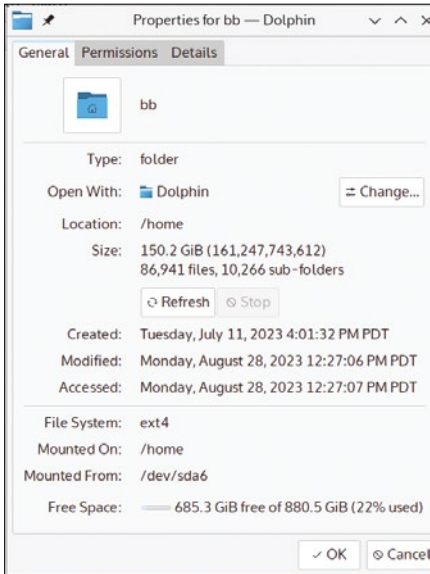 Properties for bb — Dolphin
General Permissions Details
bb
Type: folder
Open With: Dolphin Change...
Location: /home
Size: 150.2 GiB (161,247,743,612)
86,941 files, 10,266 sub-folders
Refresh Stop
Created: Tuesday, July 11, 2023 4:01:32 PM PDT
Modified: Monday, August 28, 2023 12:27:06 PM PDT
Accessed: Monday, August 28, 2023 12:27:07 PM PDT
File System: ext4
Mounted On: /home
Mounted From: /dev/sda6
Free Space: 685.3 GiB free of 880.5 GiB (22% used)
OK Cancel